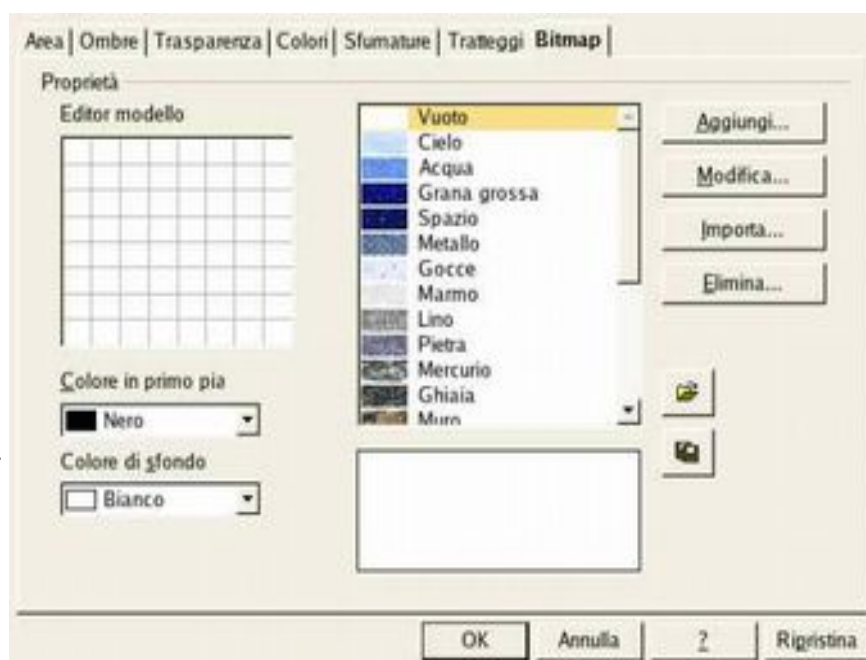 Area Ombre Trasparenza Colori Sfumature Tratteggi Bitmap
Proprietà
Editor modello
Vuoto
Cielo
Acqua
Grana grossa
Spazio
Metallo
Gocce
Marmo
Lino
Pietra
Mercurio
Ghiaia
Muro
Aggiungi...
Modifica...
Importa...
Elimina...
Colore in primo pia
Nero
Colore di sfondo
Bianco
OK Annulla ? Ripristina